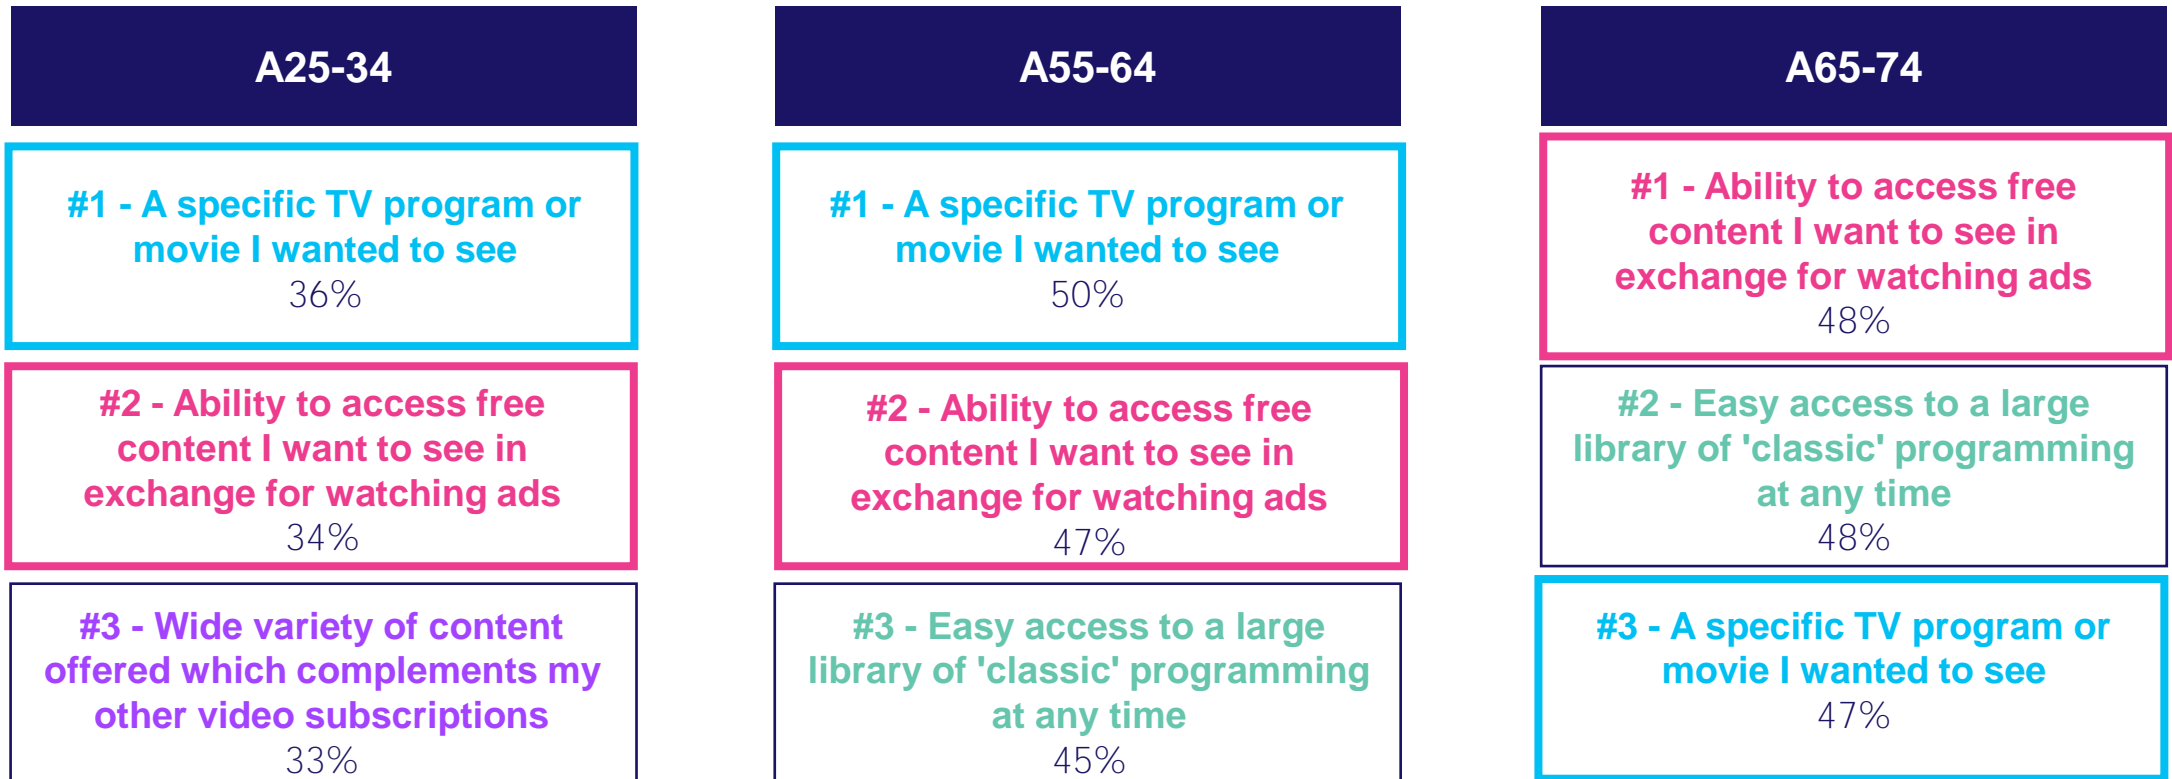 A25-34
#1 - A specific TV program or
movie I wanted to see
36%
#2 - Ability to access free
content I want to see in
exchange for watching ads
34%
#3 - Wide variety of content
offered which complements my
other video subscriptions
33%
A55-64
#1 - A specific TV program or
movie I wanted to see
50%
#2 - Ability to access free
content I want to see in
exchange for watching ads
47%
#3 - Easy access to a large
library of 'classic' programming
at any time
45%
A65-74
#1 - Ability to access free
content I want to see in
exchange for watching ads
48%
#2 - Easy access to a large
library of 'classic' programming
at any time
48%
#3 - A specific TV program or
movie I wanted to see
47%